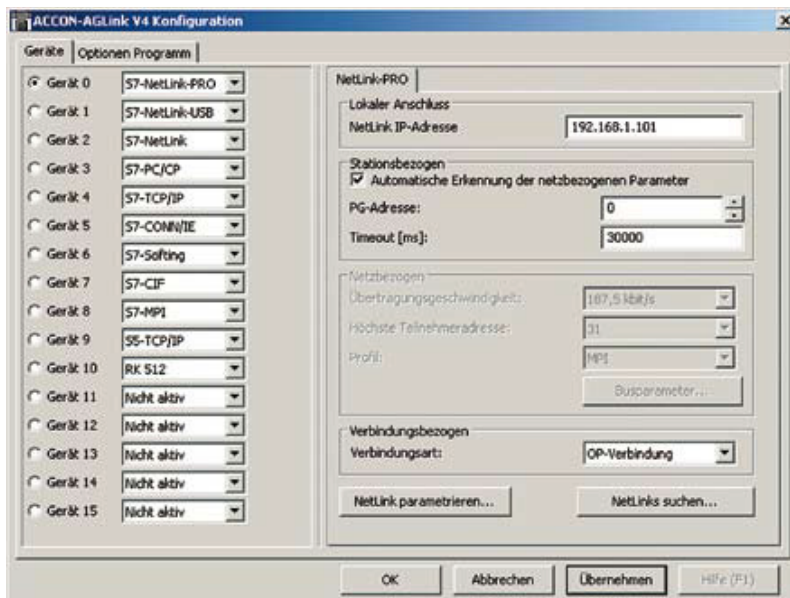 ACCON-AGLink V4 Konfiguration
Geräte
Optionen Programm
Gerät 0 S7-NetLink-PRO
Gerät 1 S7-NetLink-USB
Gerät 2 S7-NetLink
Gerät 3 S7-PC/CP
Gerät 4 S7-TCP/IP
Gerät 5 S7-CONN/IE
Gerät 6 S7-Softing
Gerät 7 S7-CIF
Gerät 8 S7-MPI
Gerät 9 S5-TCP/IP
Gerät 10 RK 512
Gerät 11 Nicht aktiv
Gerät 12 Nicht aktiv
Gerät 13 Nicht aktiv
Gerät 14 Nicht aktiv
Gerät 15 Nicht aktiv
NetLink-PRO
Lokaler Anschluss
NetLink IP-Adresse 192.168.1.101
Stationsbezogen
Automatische Erkennung der netzbezogenen Parameter
PG-Adresse: 0
Timeout [ms]: 30000
Netzbezogen
Übertragungsgeschwindigkeit: 187,5 kbit/s
Höchste Teilnehmeradresse: 31
Profil: MPI
Busparameter...
Verbindungsbezogen
Verbindungsart: OP-Verbindung
NetLink parametrieren...
NetLinks suchen...
OK
Abbrechen
Übernehmen
Hilfe (F1)